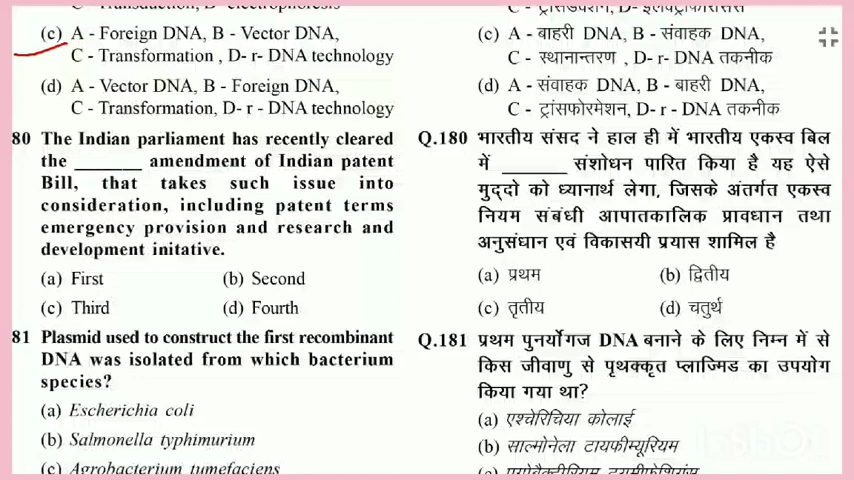 (c) A - Foreign DNA, B - Vector DNA,
C - Transformation , D- r- DNA technology
(d) A - Vector DNA, B - Foreign DNA,
C - Transformation, D- r - DNA technology
80 The Indian parliament has recently cleared
the _______ amendment of Indian patent
Bill, that takes such issue into
consideration, including patent terms
emergency provision and research and
development initative.
(a) First (b) Second
(c) Third (d) Fourth
81 Plasmid used to construct the first recombinant
DNA was isolated from which bacterium
species?
(a) Escherichia coli
(b) Salmonella typhimurium
(c) Agrobacterium tumefaciens
(c) A - बाहरी DNA, B - संवाहक DNA,
C - स्थानान्तरण , D- r- DNA तकनीक
(d) A - संवाहक DNA, B - बाहरी DNA,
C - ट्रांसफोरमेशन, D- r - DNA तकनीक
Q.180 भारतीय संसद ने हाल ही में भारतीय एकस्व बिल
में _______ संशोधन पारित किया है यह ऐसे
मुद्दो को ध्यानार्थ लेगा, जिसके अंतर्गत एकस्व
नियम संबंधी आपातकालिक प्रावधान तथा
अनुसंधान एवं विकासयी प्रयास शामिल है
(a) प्रथम (b) द्वितीय
(c) तृतीय (d) चतुर्थ
Q.181 प्रथम पुनर्योगज DNA बनाने के लिए निम्न में से
किस जीवाणु से पृथक्कृत प्लाज्मिड का उपयोग
किया गया था?
(a) एश्चेरिचिया कोलाई
(b) साल्मोनेला टायफीम्यूरियम